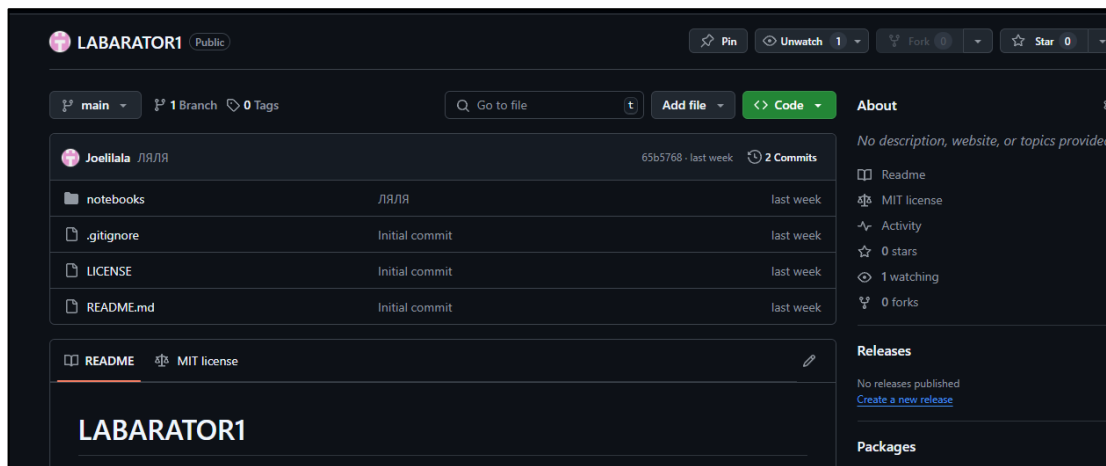 LABARATOR1 Public
Pin
Unwatch 1
Fork 0
Star 0
main
1 Branch
0 Tags
Go to file t
Add file
Code
Joelilala ЛЯЛЯ 65b5768 · last week 2 Commits
notebooks ЛЯЛЯ last week
.gitignore Initial commit last week
LICENSE Initial commit last week
README.md Initial commit last week
README MIT license
LABARATOR1
About
No description, website, or topics provided
Readme
MIT license
Activity
0 stars
1 watching
0 forks
Releases
No releases published
Create a new release
Packages